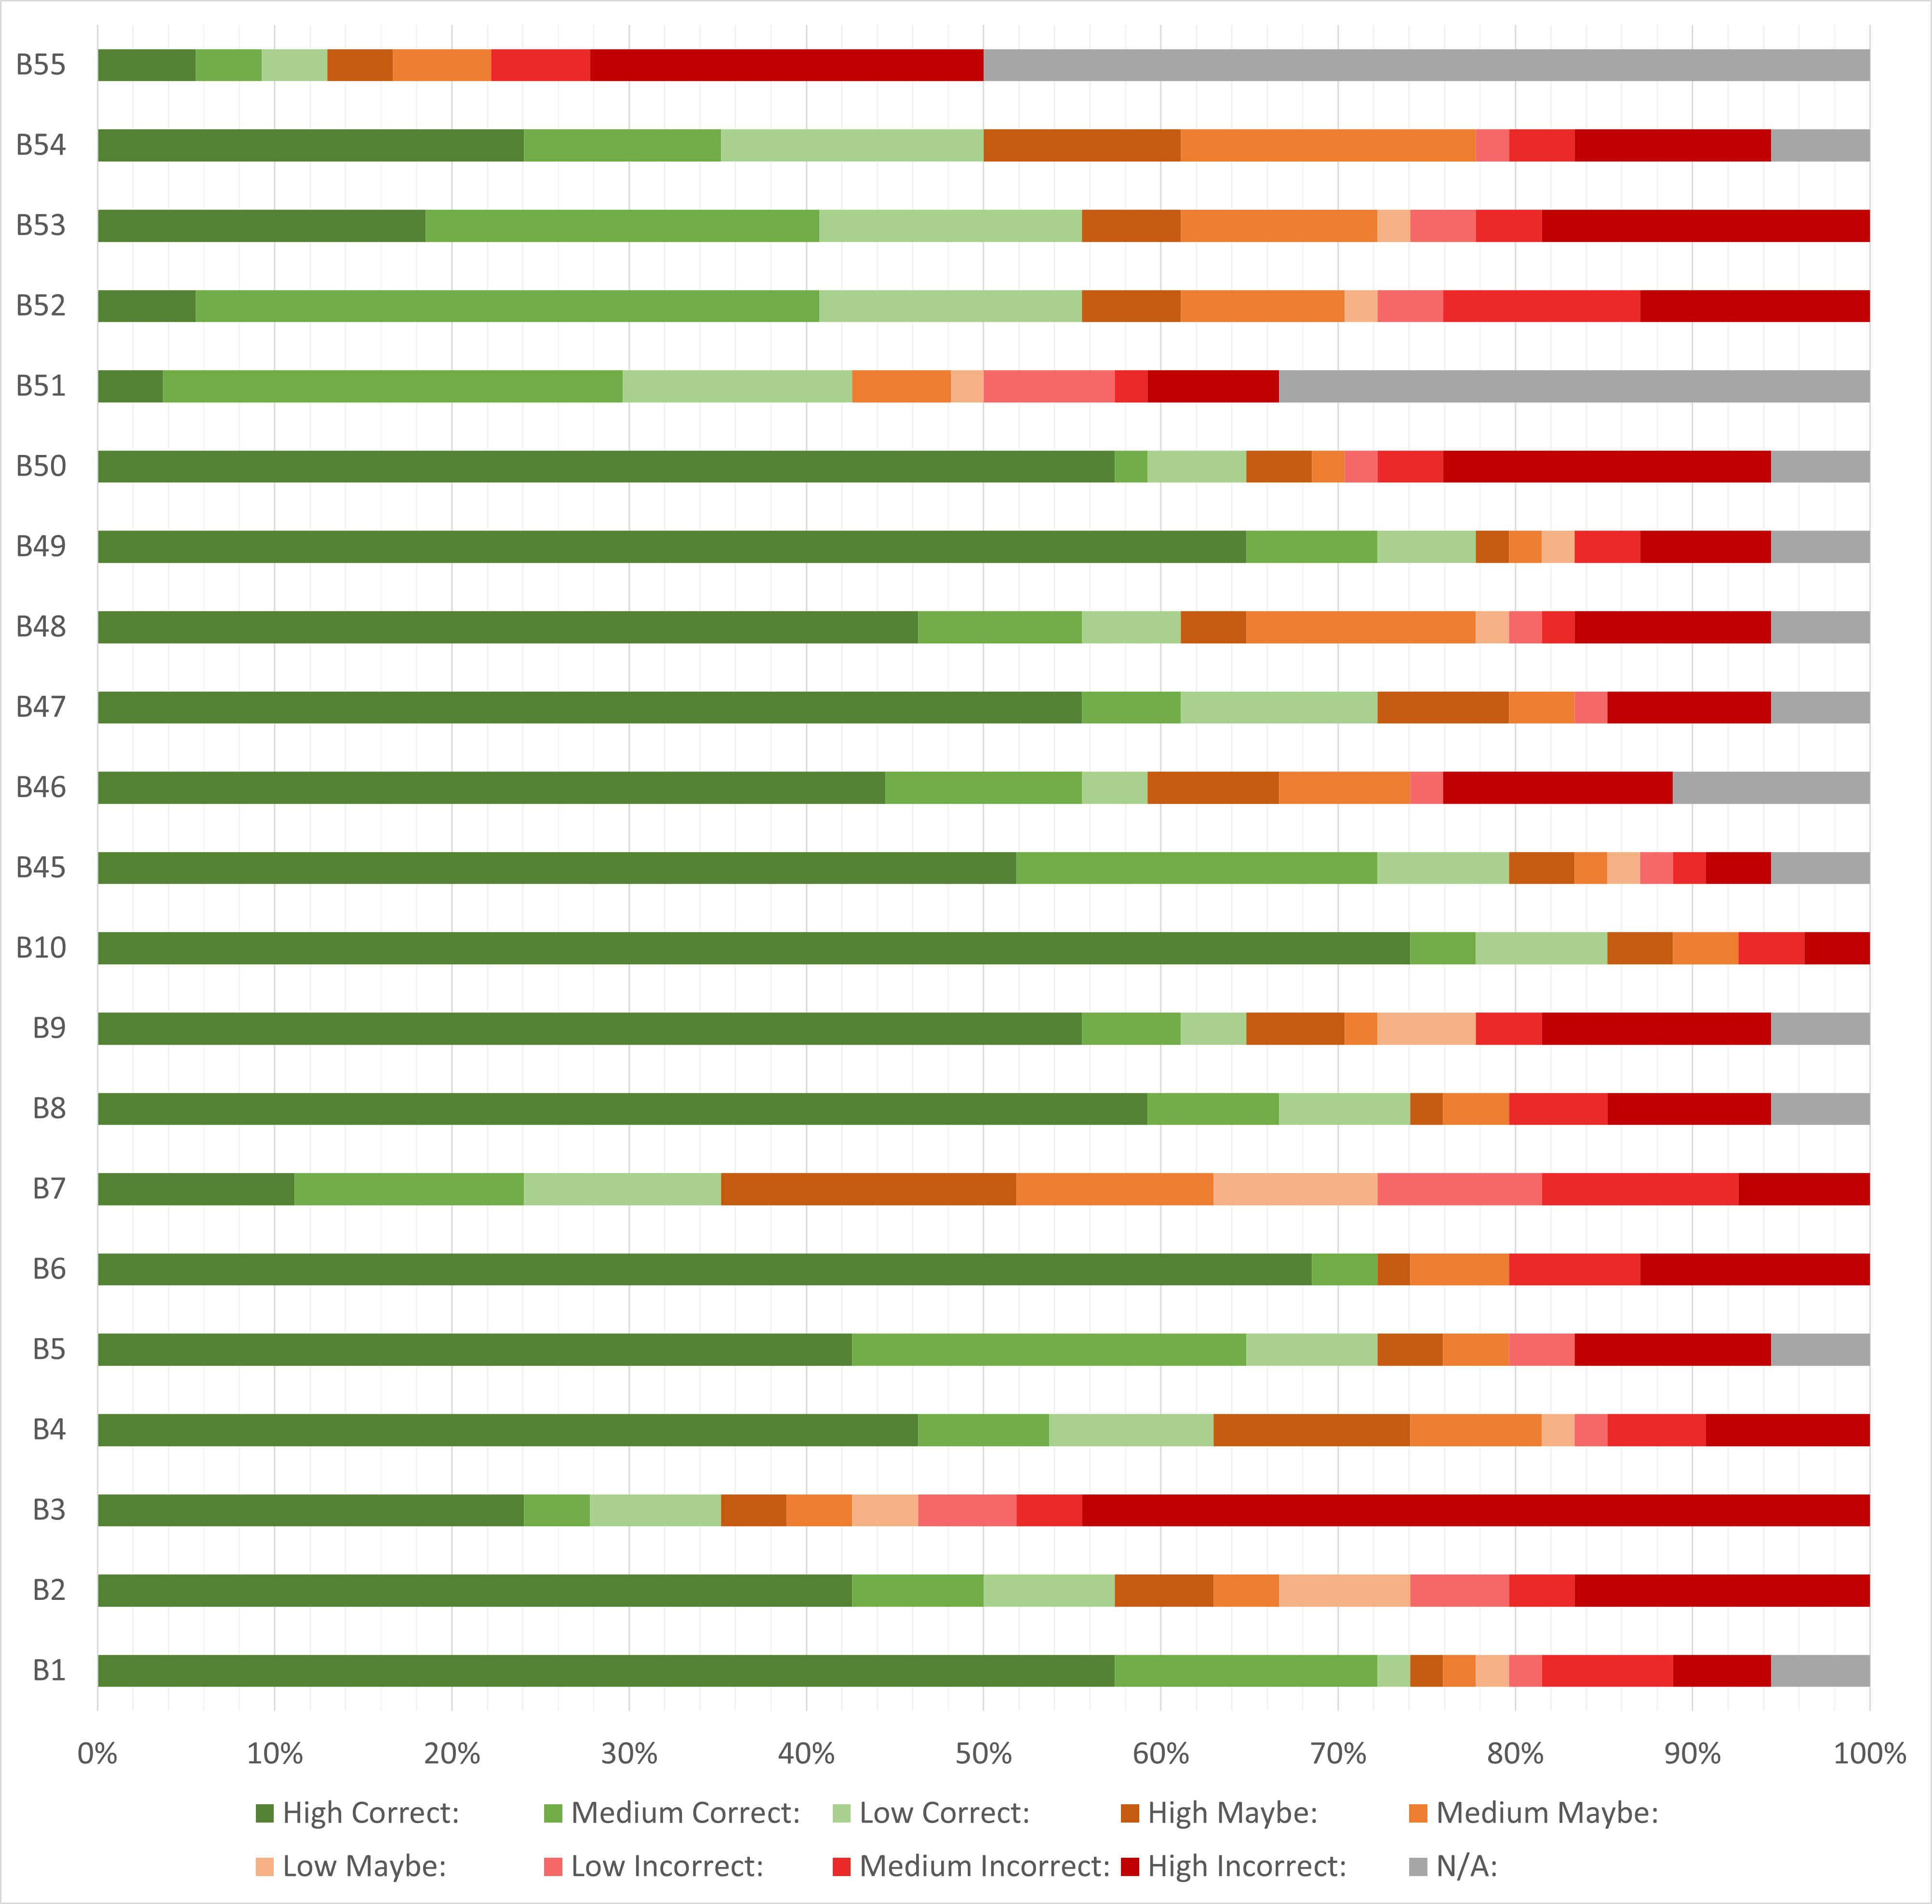 B55
B54
B53
B52
B51
B50
B49
B48
B47
B46
B45
B10
B9
B8
B7
B6
B5
B4
B3
B2
B1
0% 10% 20% 30% 40% 50% 60% 70% 80% 90% 100%
High Correct: Medium Correct: Low Correct: High Maybe: Medium Maybe:
Low Maybe: Low Incorrect: Medium Incorrect: High Incorrect: N/A: